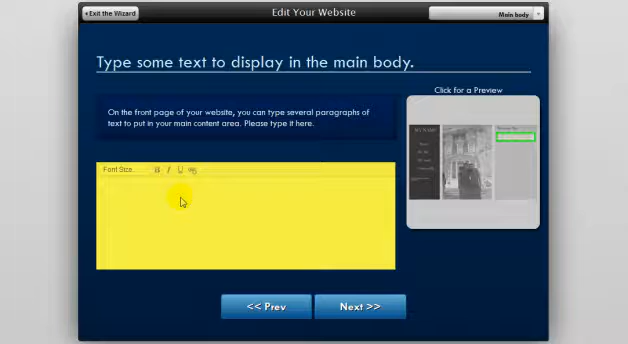 Exit the Wizard
Edit Your Website
Main body
Type some text to display in the main body.
Click for a Preview
On the front page of your website, you can type several paragraphs of
text to put in your main content area. Please type it here.
MY NAME
Font Size.. B I U
<< Prev
Next >>